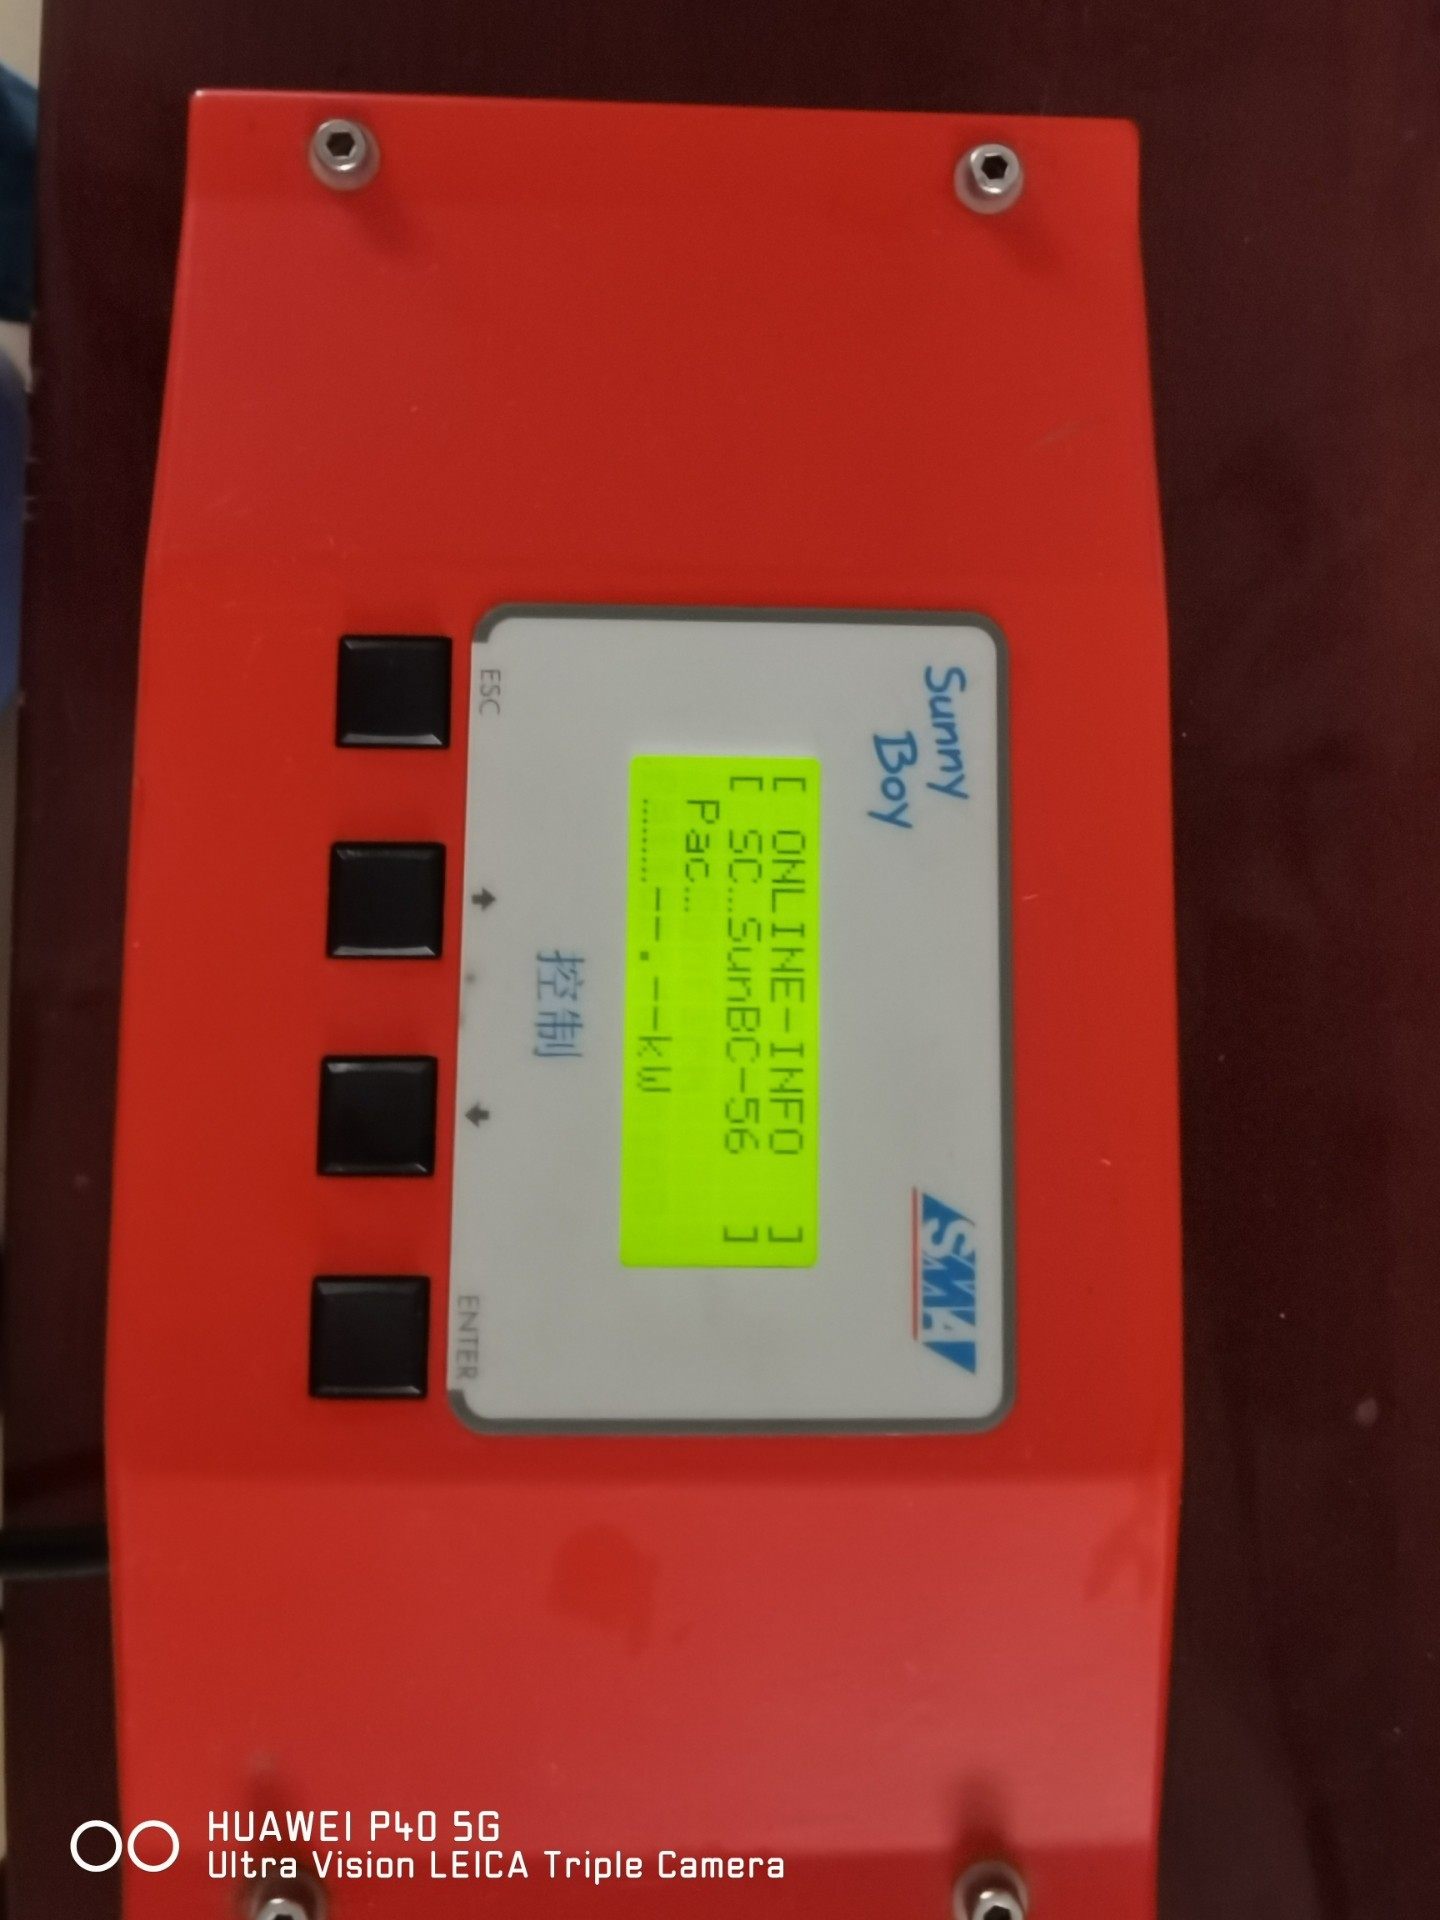 Sunny
Boy
SMA
[ ONLINE-INFO ]
[ SC...SunBC-56 ]
Pac...
........--.--kW
控制
ESC
ENTER
HUAWEI P40 5G
Ultra Vision LEICA Triple Camera